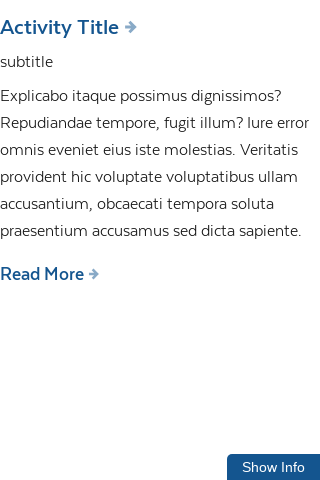 Activity Title
subtitle
Explicabo itaque possimus dignissimos?
Repudiandae tempore, fugit illum? Iure error
omnis eveniet eius iste molestias. Veritatis
provident hic voluptate voluptatibus ullam
accusantium, obcaecati tempora soluta
praesentium accusamus sed dicta sapiente.
Read More
Show Info